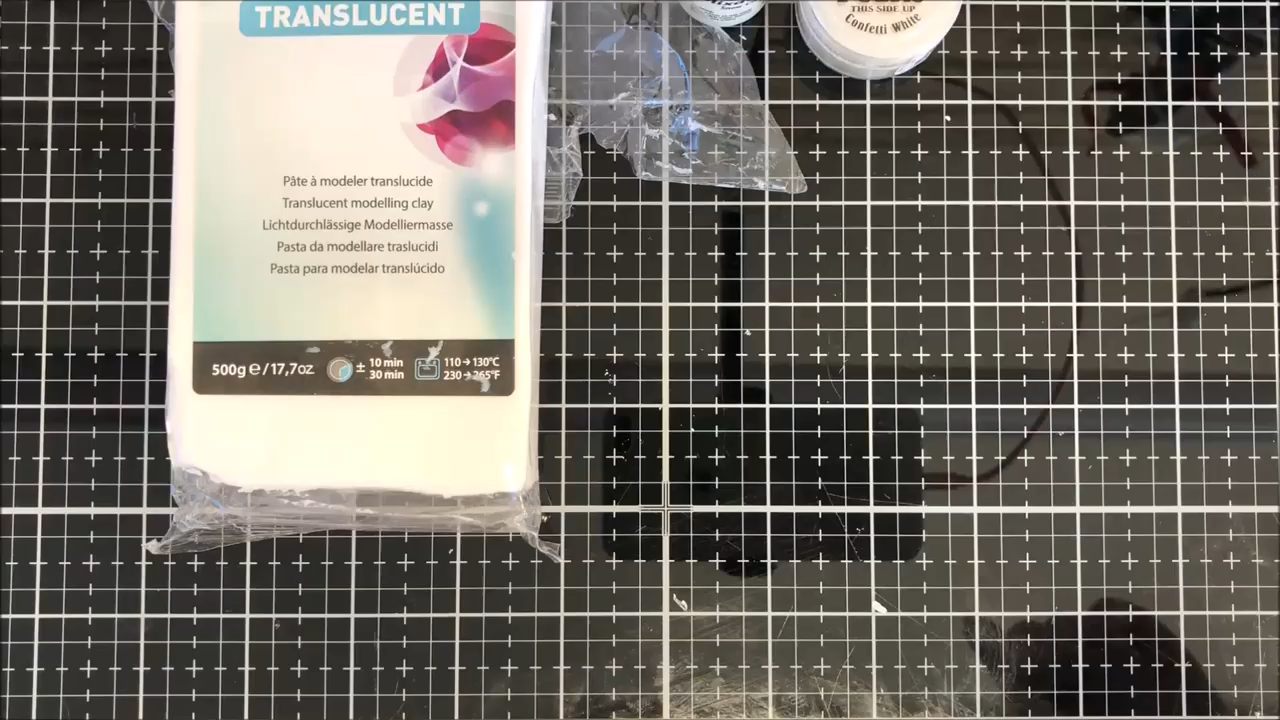 TRANSLUCENT
THIS SIDE UP
Confetti White
Pâte à modeler translucide
Translucent modelling clay
Lichtdurchlässige Modelliermasse
Pasta da modellare traslucidi
Pasta para modelar translúcido
500g e / 17,7oz
± 10 min
30 min
110→130°C
230→265°F